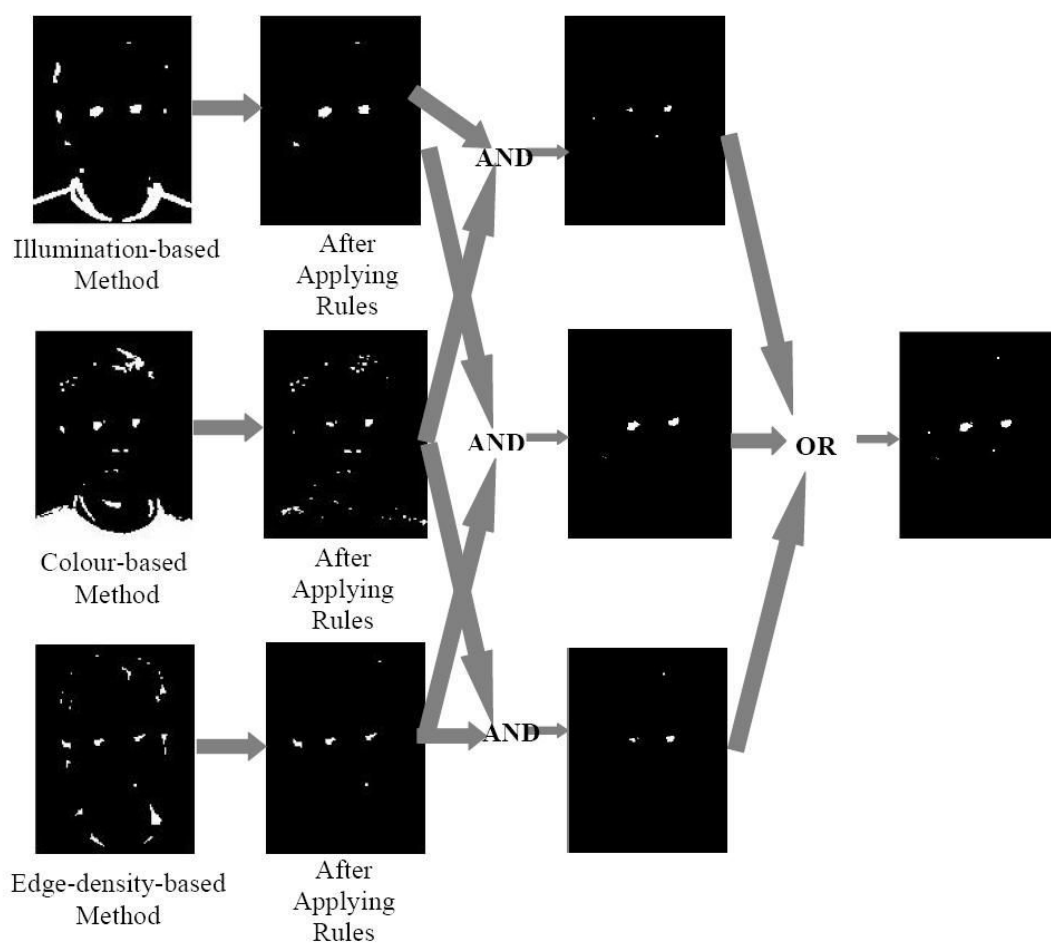 AND
Illumination-based
Method
After
Applying
Rules
AND
OR
Colour-based
Method
After
Applying
Rules
AND
Edge-density-based
Method
After
Applying
Rules